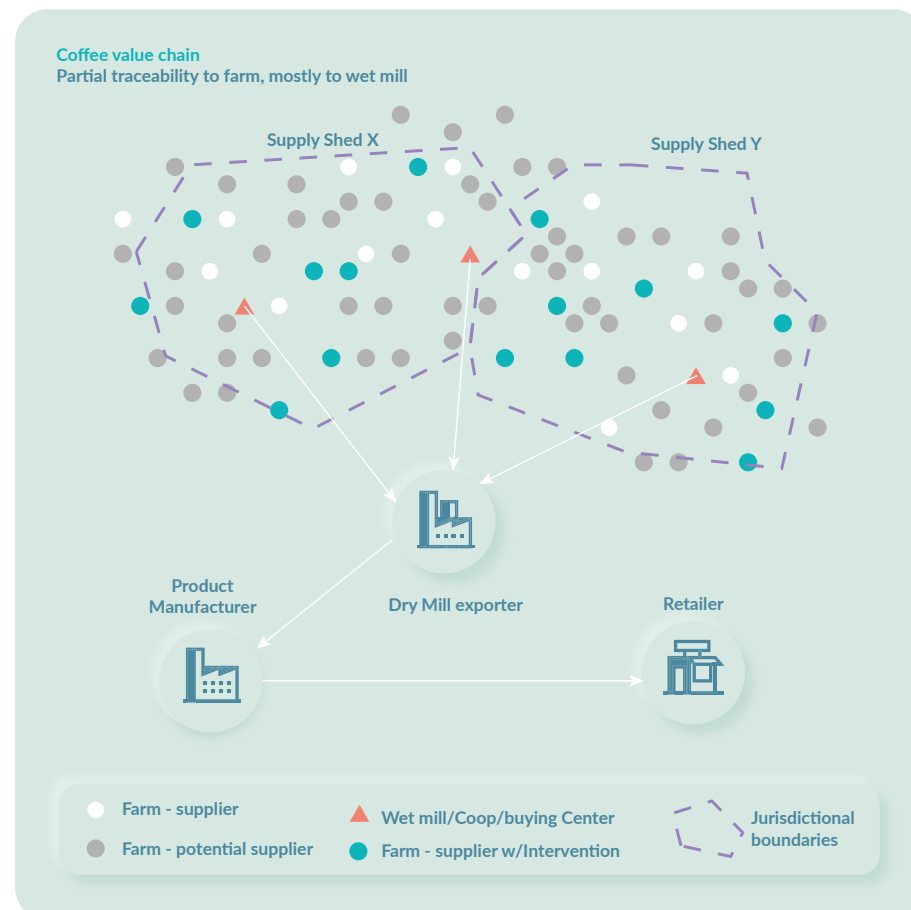 Coffee value chain
Partial traceability to farm, mostly to wet mill
Supply Shed X
Supply Shed Y
Product
Manufacturer
Dry Mill exporter
Retailer
Farm - supplier
Farm - potential supplier
Wet mill/Coop/buying Center
Farm - supplier w/Intervention
Jurisdictional
boundaries